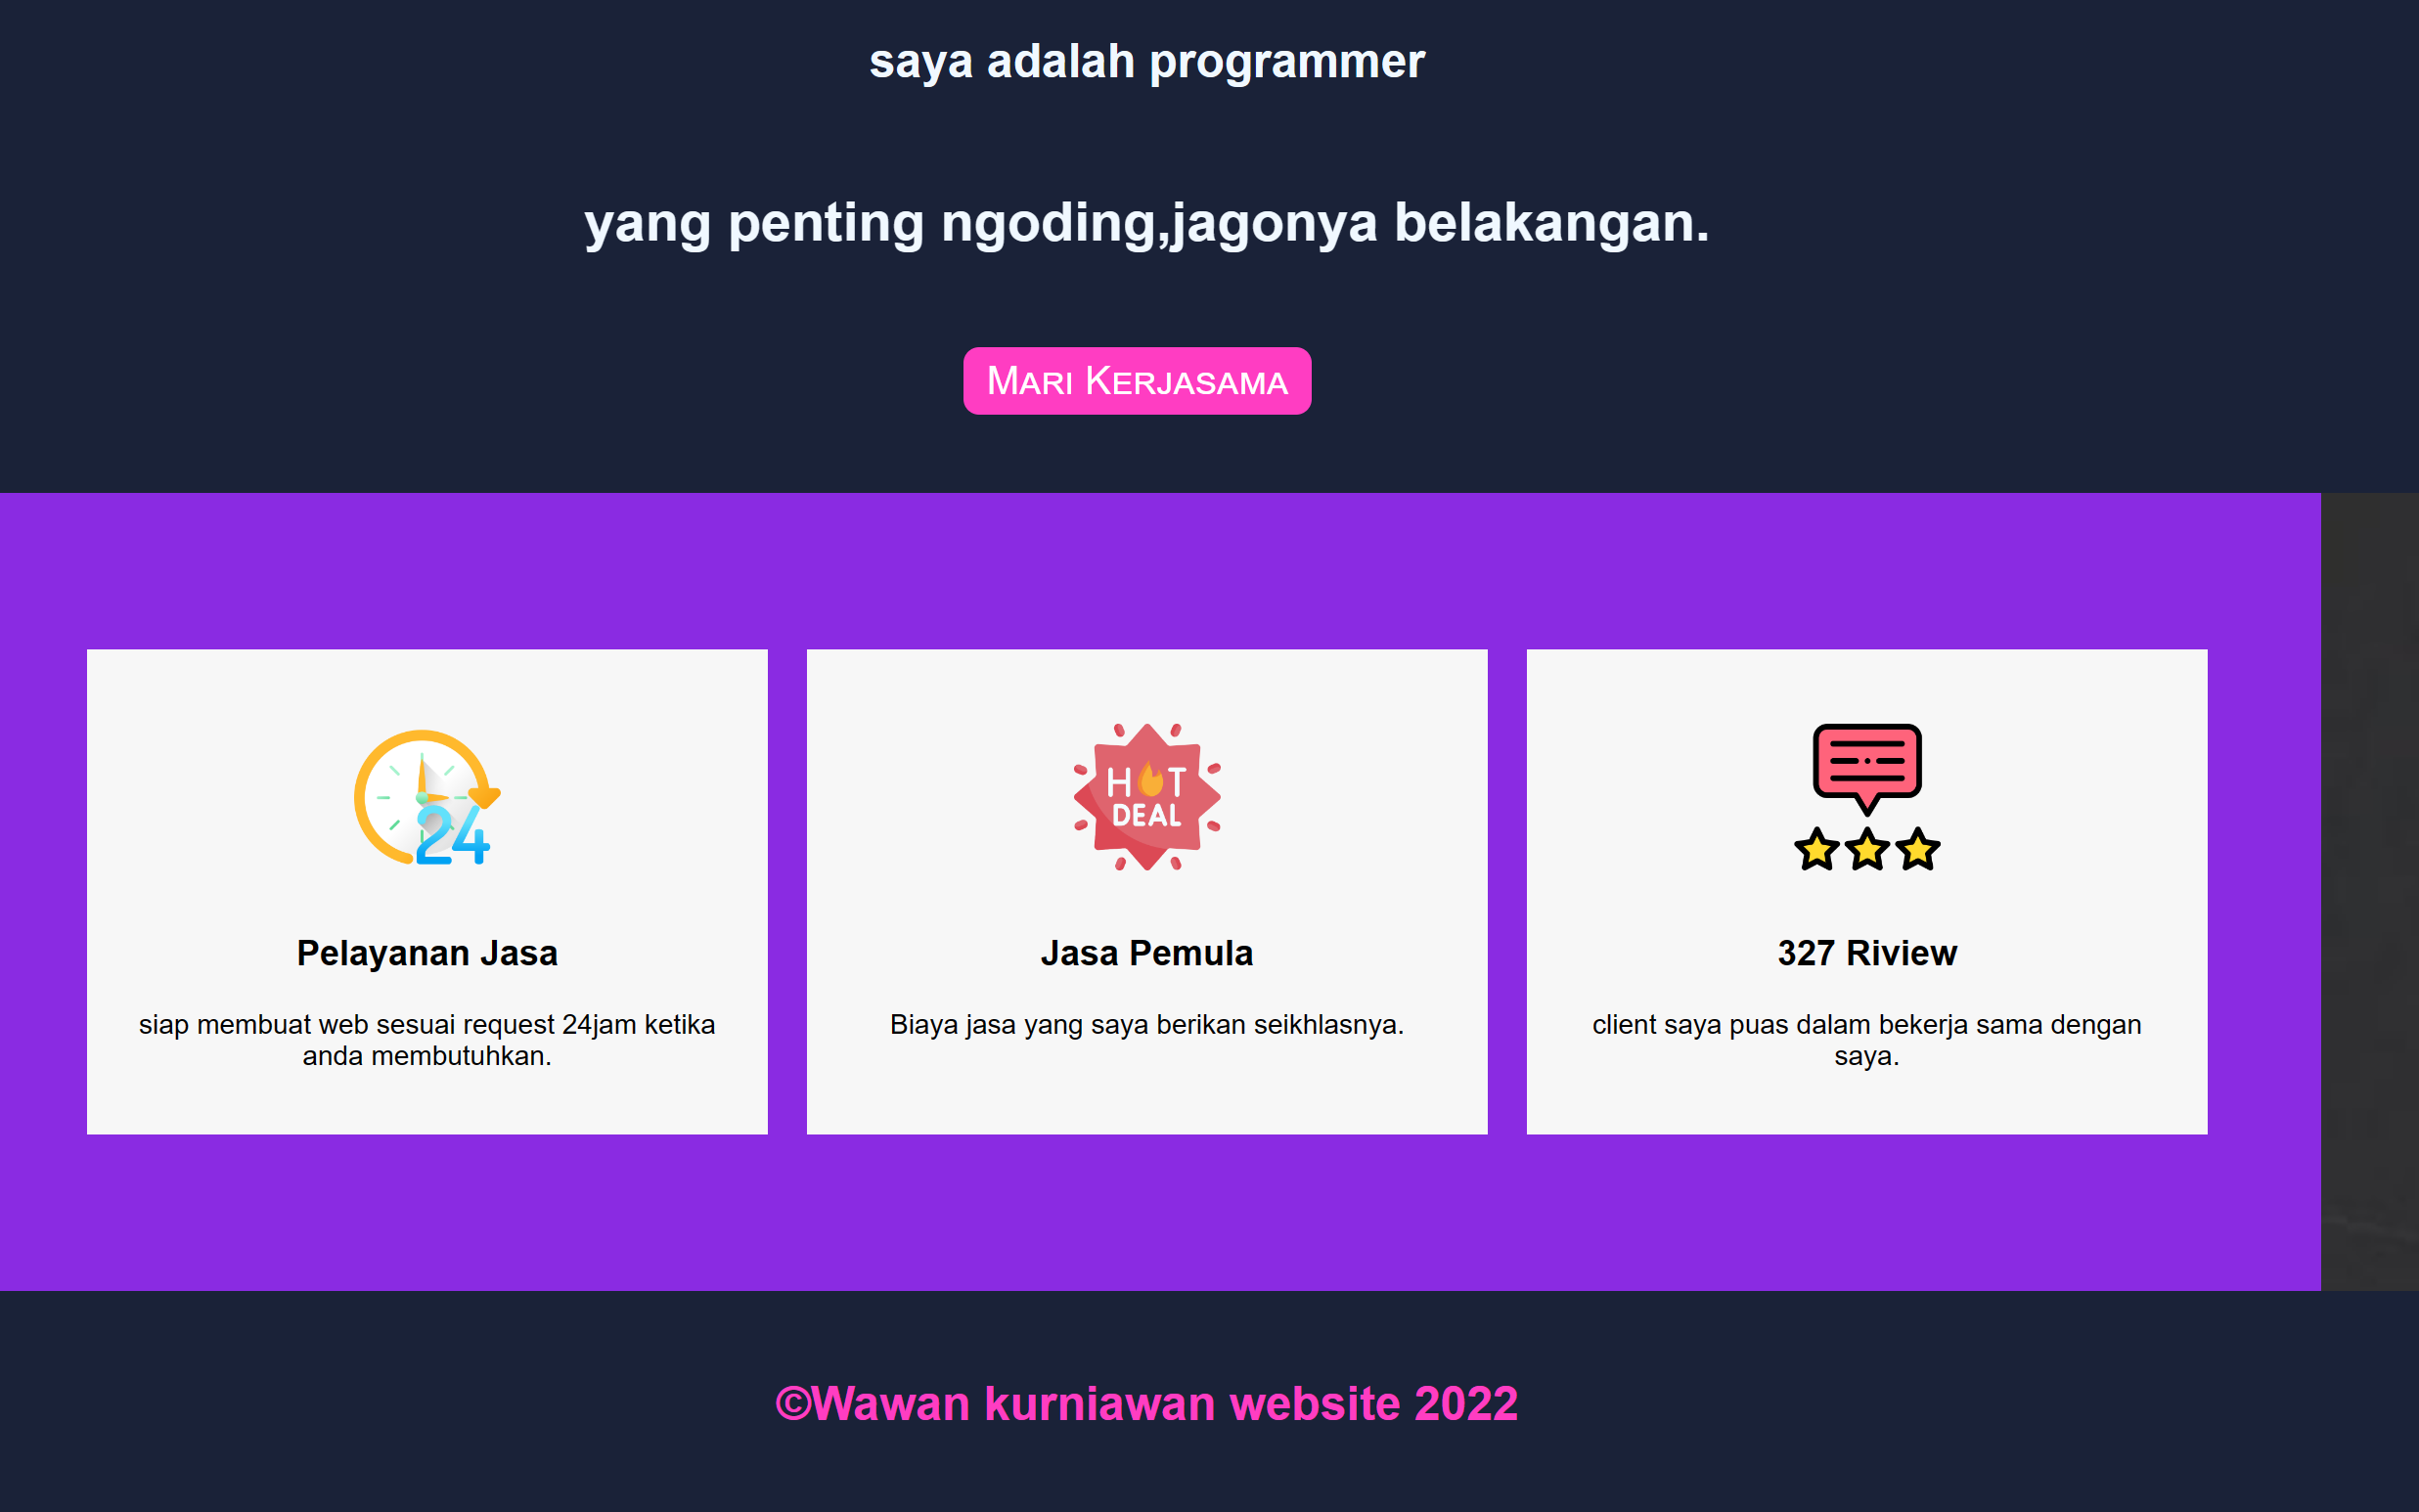 saya adalah programmer
yang penting ngoding,jagonya belakangan.
Mari Kerjasama
24
HOT
DEAL
Pelayanan Jasa
siap membuat web sesuai request 24jam ketika
anda membutuhkan.
Jasa Pemula
Biaya jasa yang saya berikan seikhlasnya.
327 Riview
client saya puas dalam bekerja sama dengan
saya.
©Wawan kurniawan website 2022